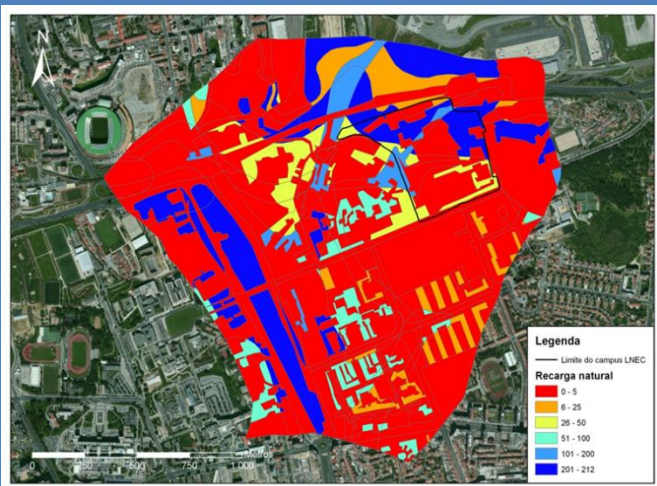 N
Legenda
Limite do campus LNEC
Recarga natural
0 - 5
6 - 25
26 - 50
51 - 100
101 - 200
201 - 212
0 250 500 750 1 000 Metros